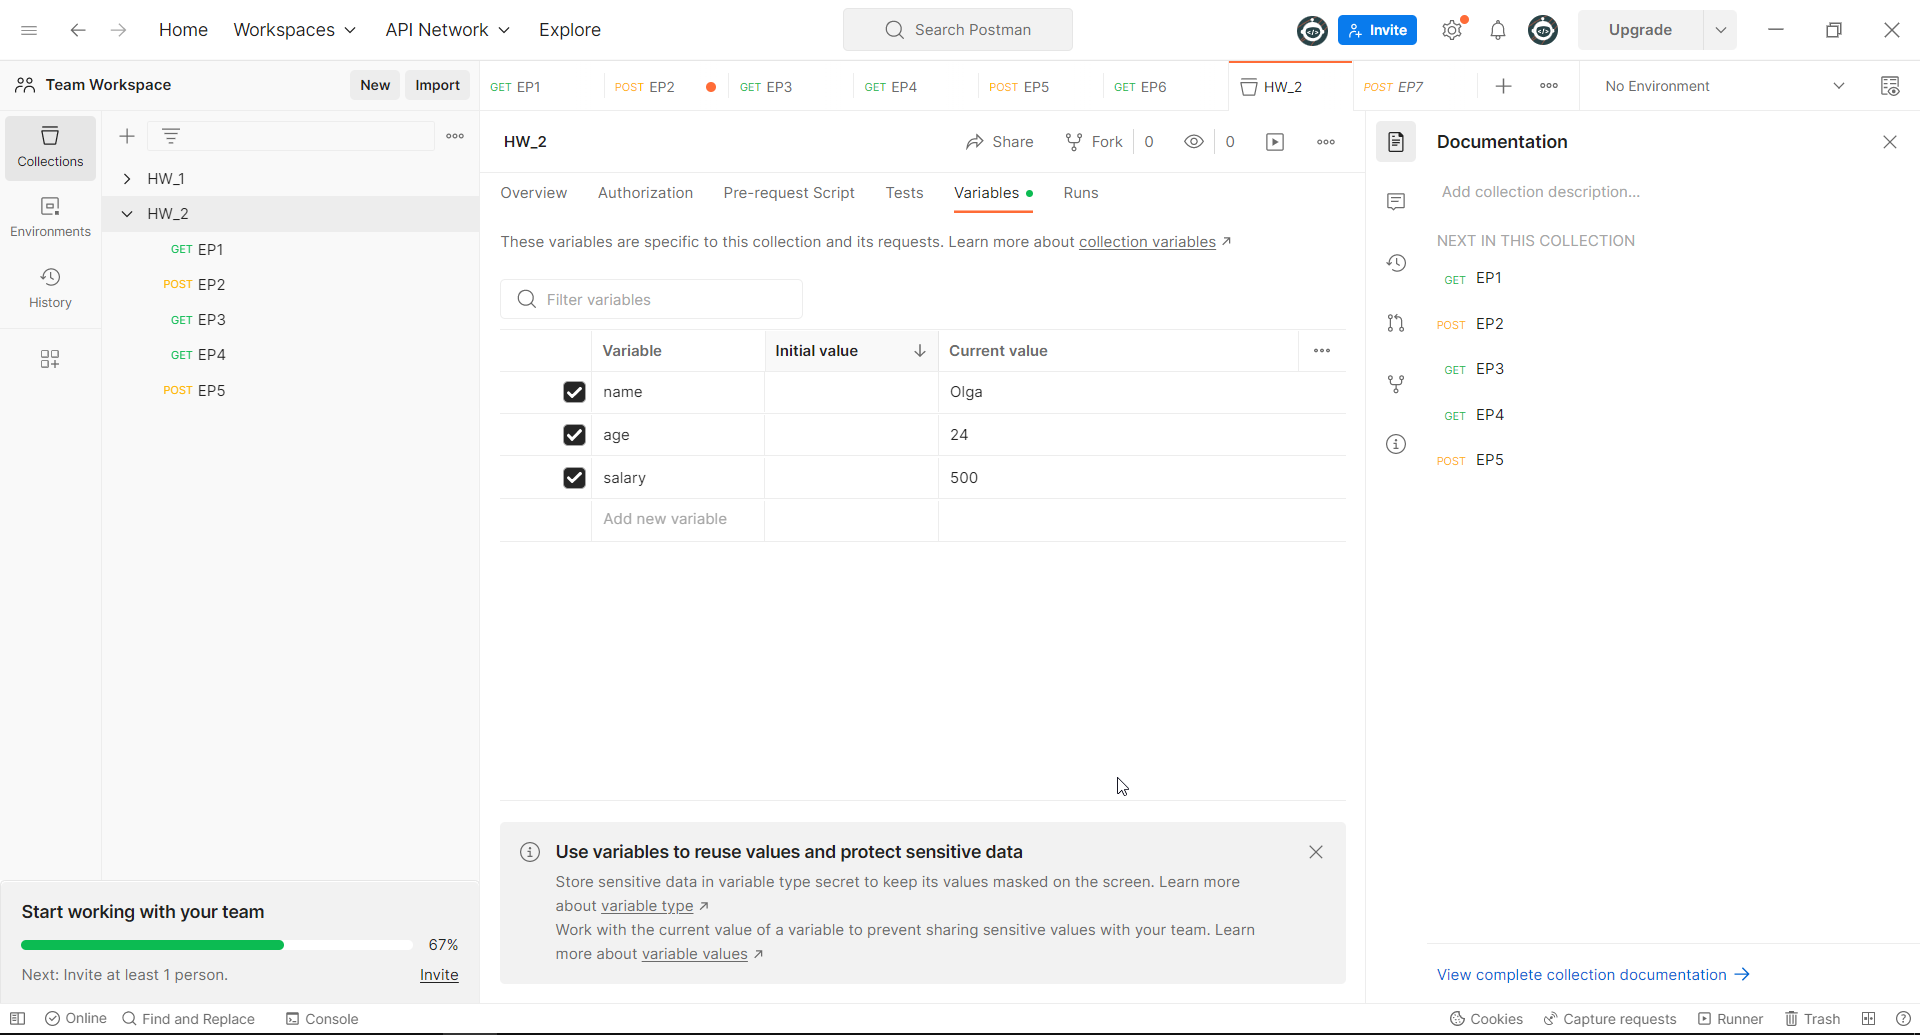 Home Workspaces API Network Explore Search Postman Invite Upgrade
Team Workspace New Import GET EP1 POST EP2 GET EP3 GET EP4 POST EP5 GET EP6 HW_2 POST EP7 No Environment
Collections
Environments
History
HW_1
HW_2
GET EP1
POST EP2
GET EP3
GET EP4
POST EP5
Start working with your team
67%
Next: Invite at least 1 person. Invite
HW_2 Share Fork 0 0
Overview Authorization Pre-request Script Tests Variables Runs
These variables are specific to this collection and its requests. Learn more about collection variables ↗
Filter variables
Variable Initial value Current value
name Olga
age 24
salary 500
Add new variable
Use variables to reuse values and protect sensitive data
Store sensitive data in variable type secret to keep its values masked on the screen. Learn more
about variable type ↗
Work with the current value of a variable to prevent sharing sensitive values with your team. Learn
more about variable values ↗
Documentation
Add collection description...
NEXT IN THIS COLLECTION
GET EP1
POST EP2
GET EP3
GET EP4
POST EP5
View complete collection documentation →
Online Find and Replace Console Cookies Capture requests Runner Trash